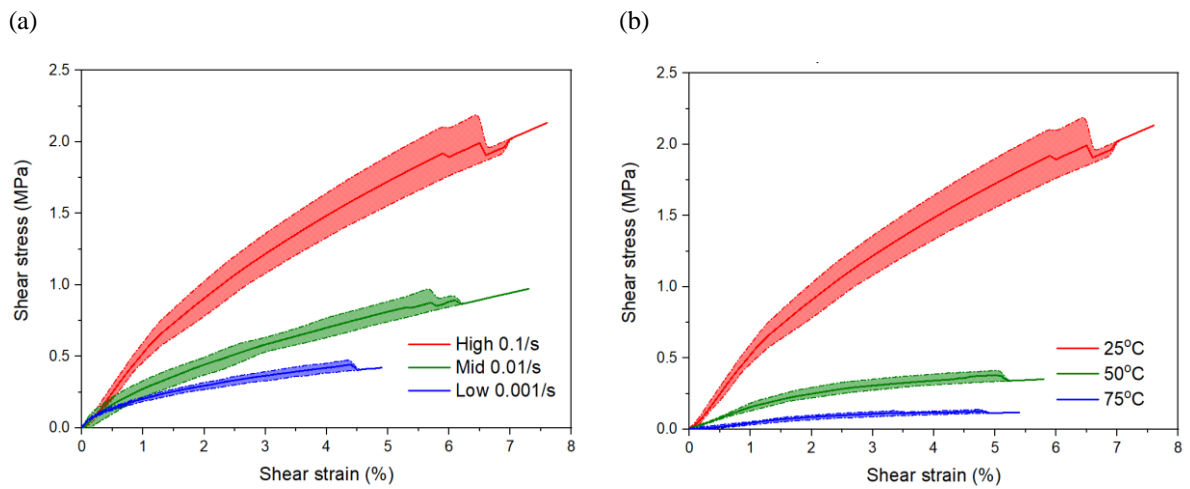 (a)
(b)
2.5
2.0
1.5
1.0
0.5
0.0
Shear stress (MPa)
0
1
2
3
4
5
6
7
8
Shear strain (%)
High 0.1/s
Mid 0.01/s
Low 0.001/s
2.5
2.0
1.5
1.0
0.5
0.0
Shear stress (MPa)
0
1
2
3
4
5
6
7
8
Shear strain (%)
25°C
50°C
75°C